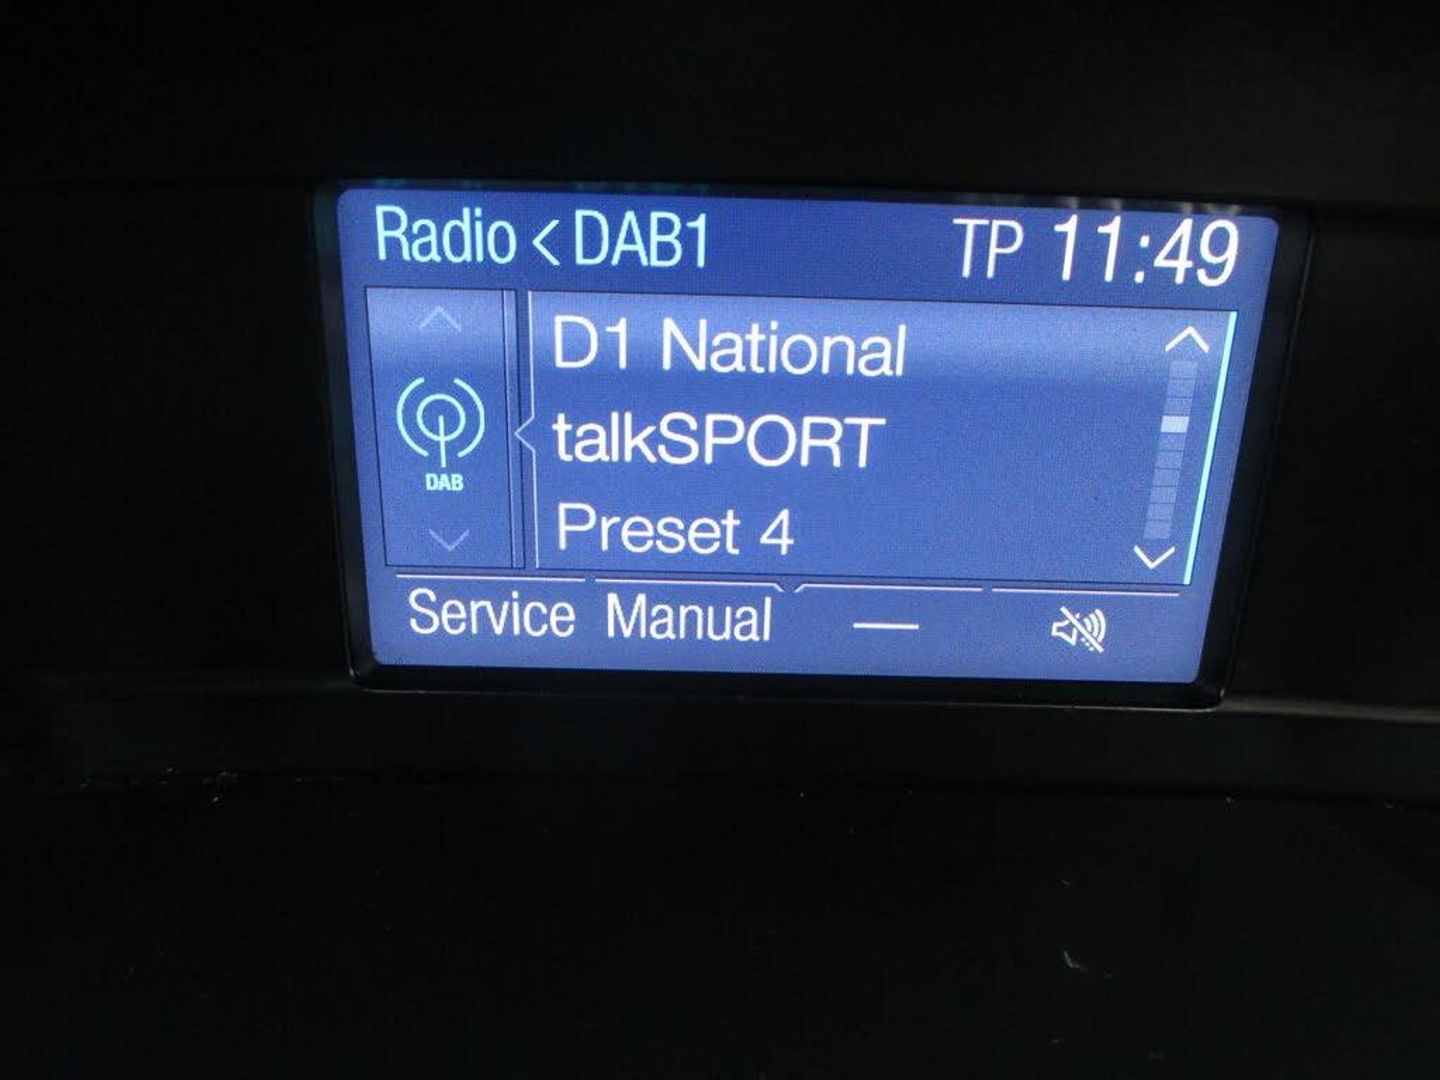 Radio < DAB1 TP 11:49
D1 National
talkSPORT
DAB
Preset 4
Service Manual —